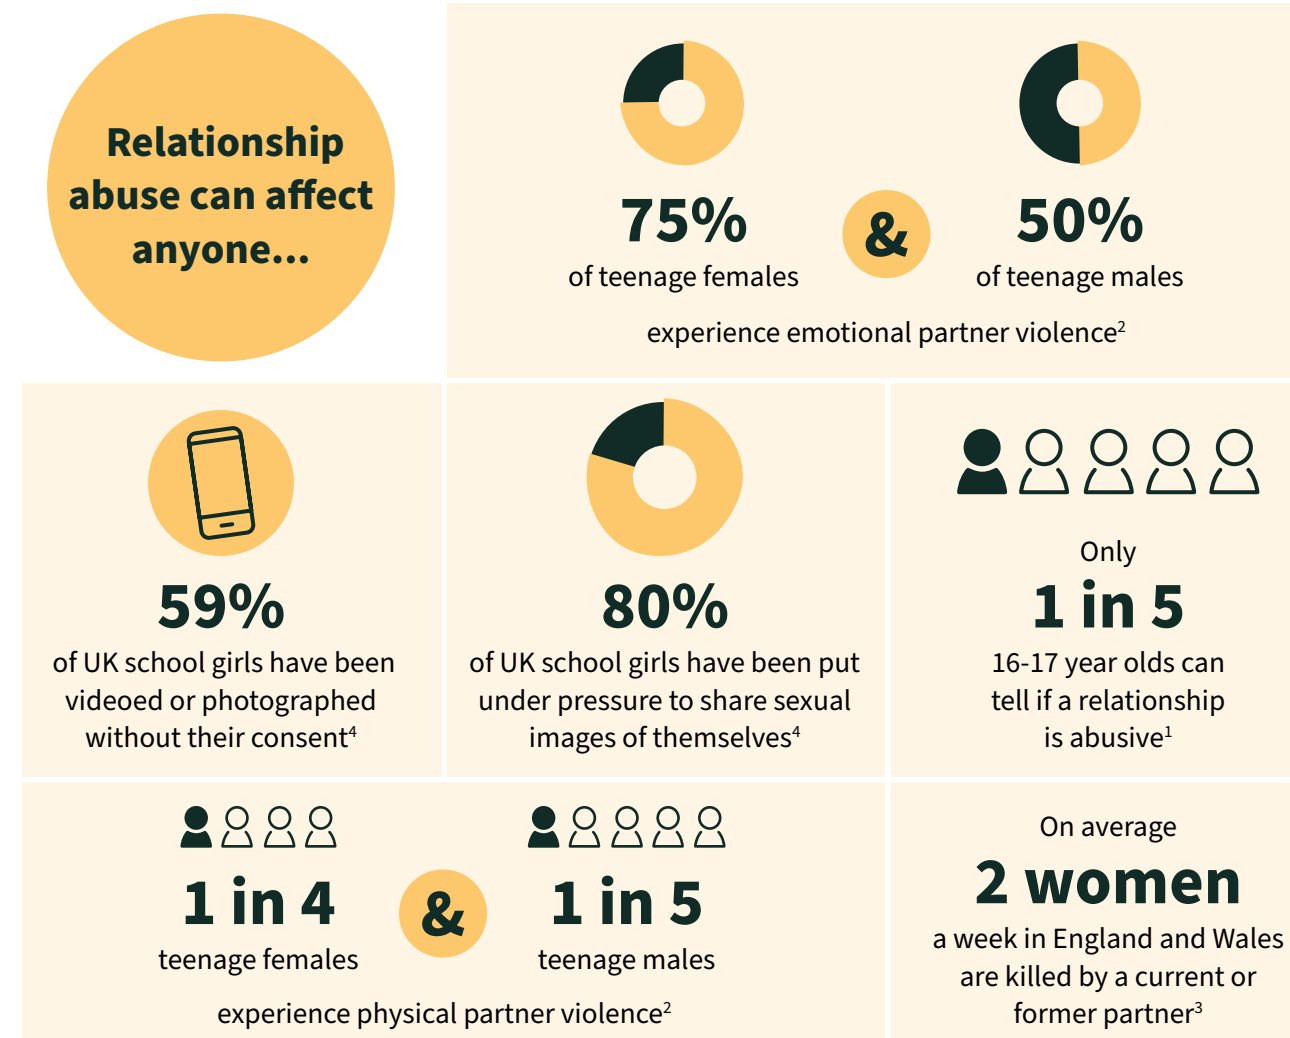 Relationship
abuse can affect
anyone...
75%
of teenage females
&
50%
of teenage males
experience emotional partner violence²
59%
of UK school girls have been
videoed or photographed
without their consent⁴
80%
of UK school girls have been put
under pressure to share sexual
images of themselves⁴
Only
1 in 5
16-17 year olds can
tell if a relationship
is abusive¹
1 in 4
teenage females
&
1 in 5
teenage males
experience physical partner violence²
On average
2 women
a week in England and Wales
are killed by a current or
former partner³